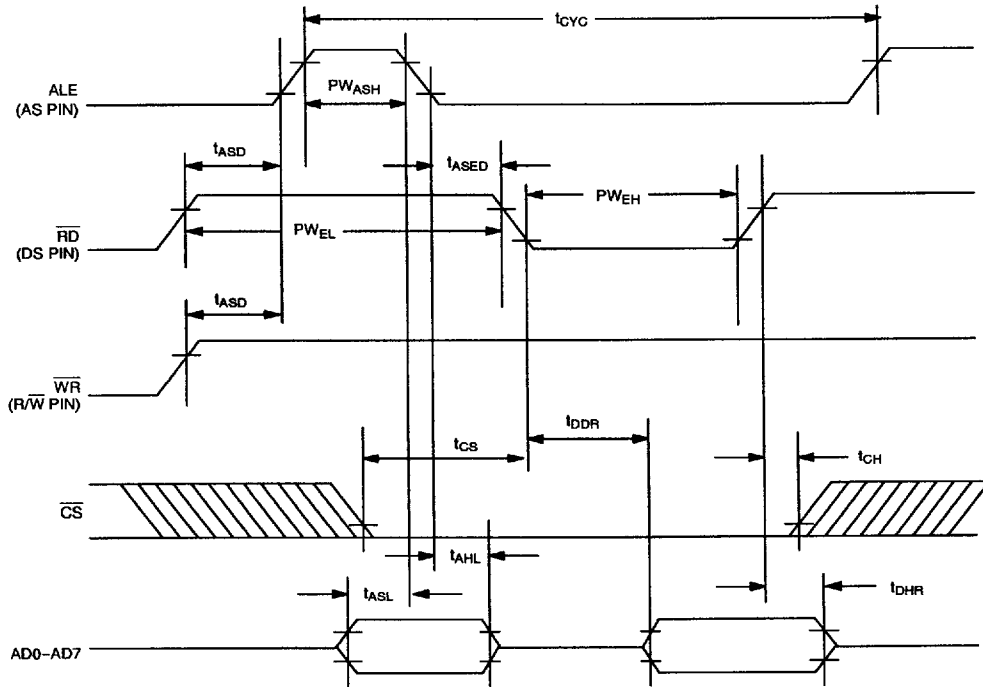 tCYC
ALE
(AS PIN)
PWASH
tASD
tASED
PWEH
RD
(DS PIN)
PWEL
tASD
WR
(R/W PIN)
tDDR
tCS
tCH
CS
tAHL
tASL
tDHR
AD0–AD7